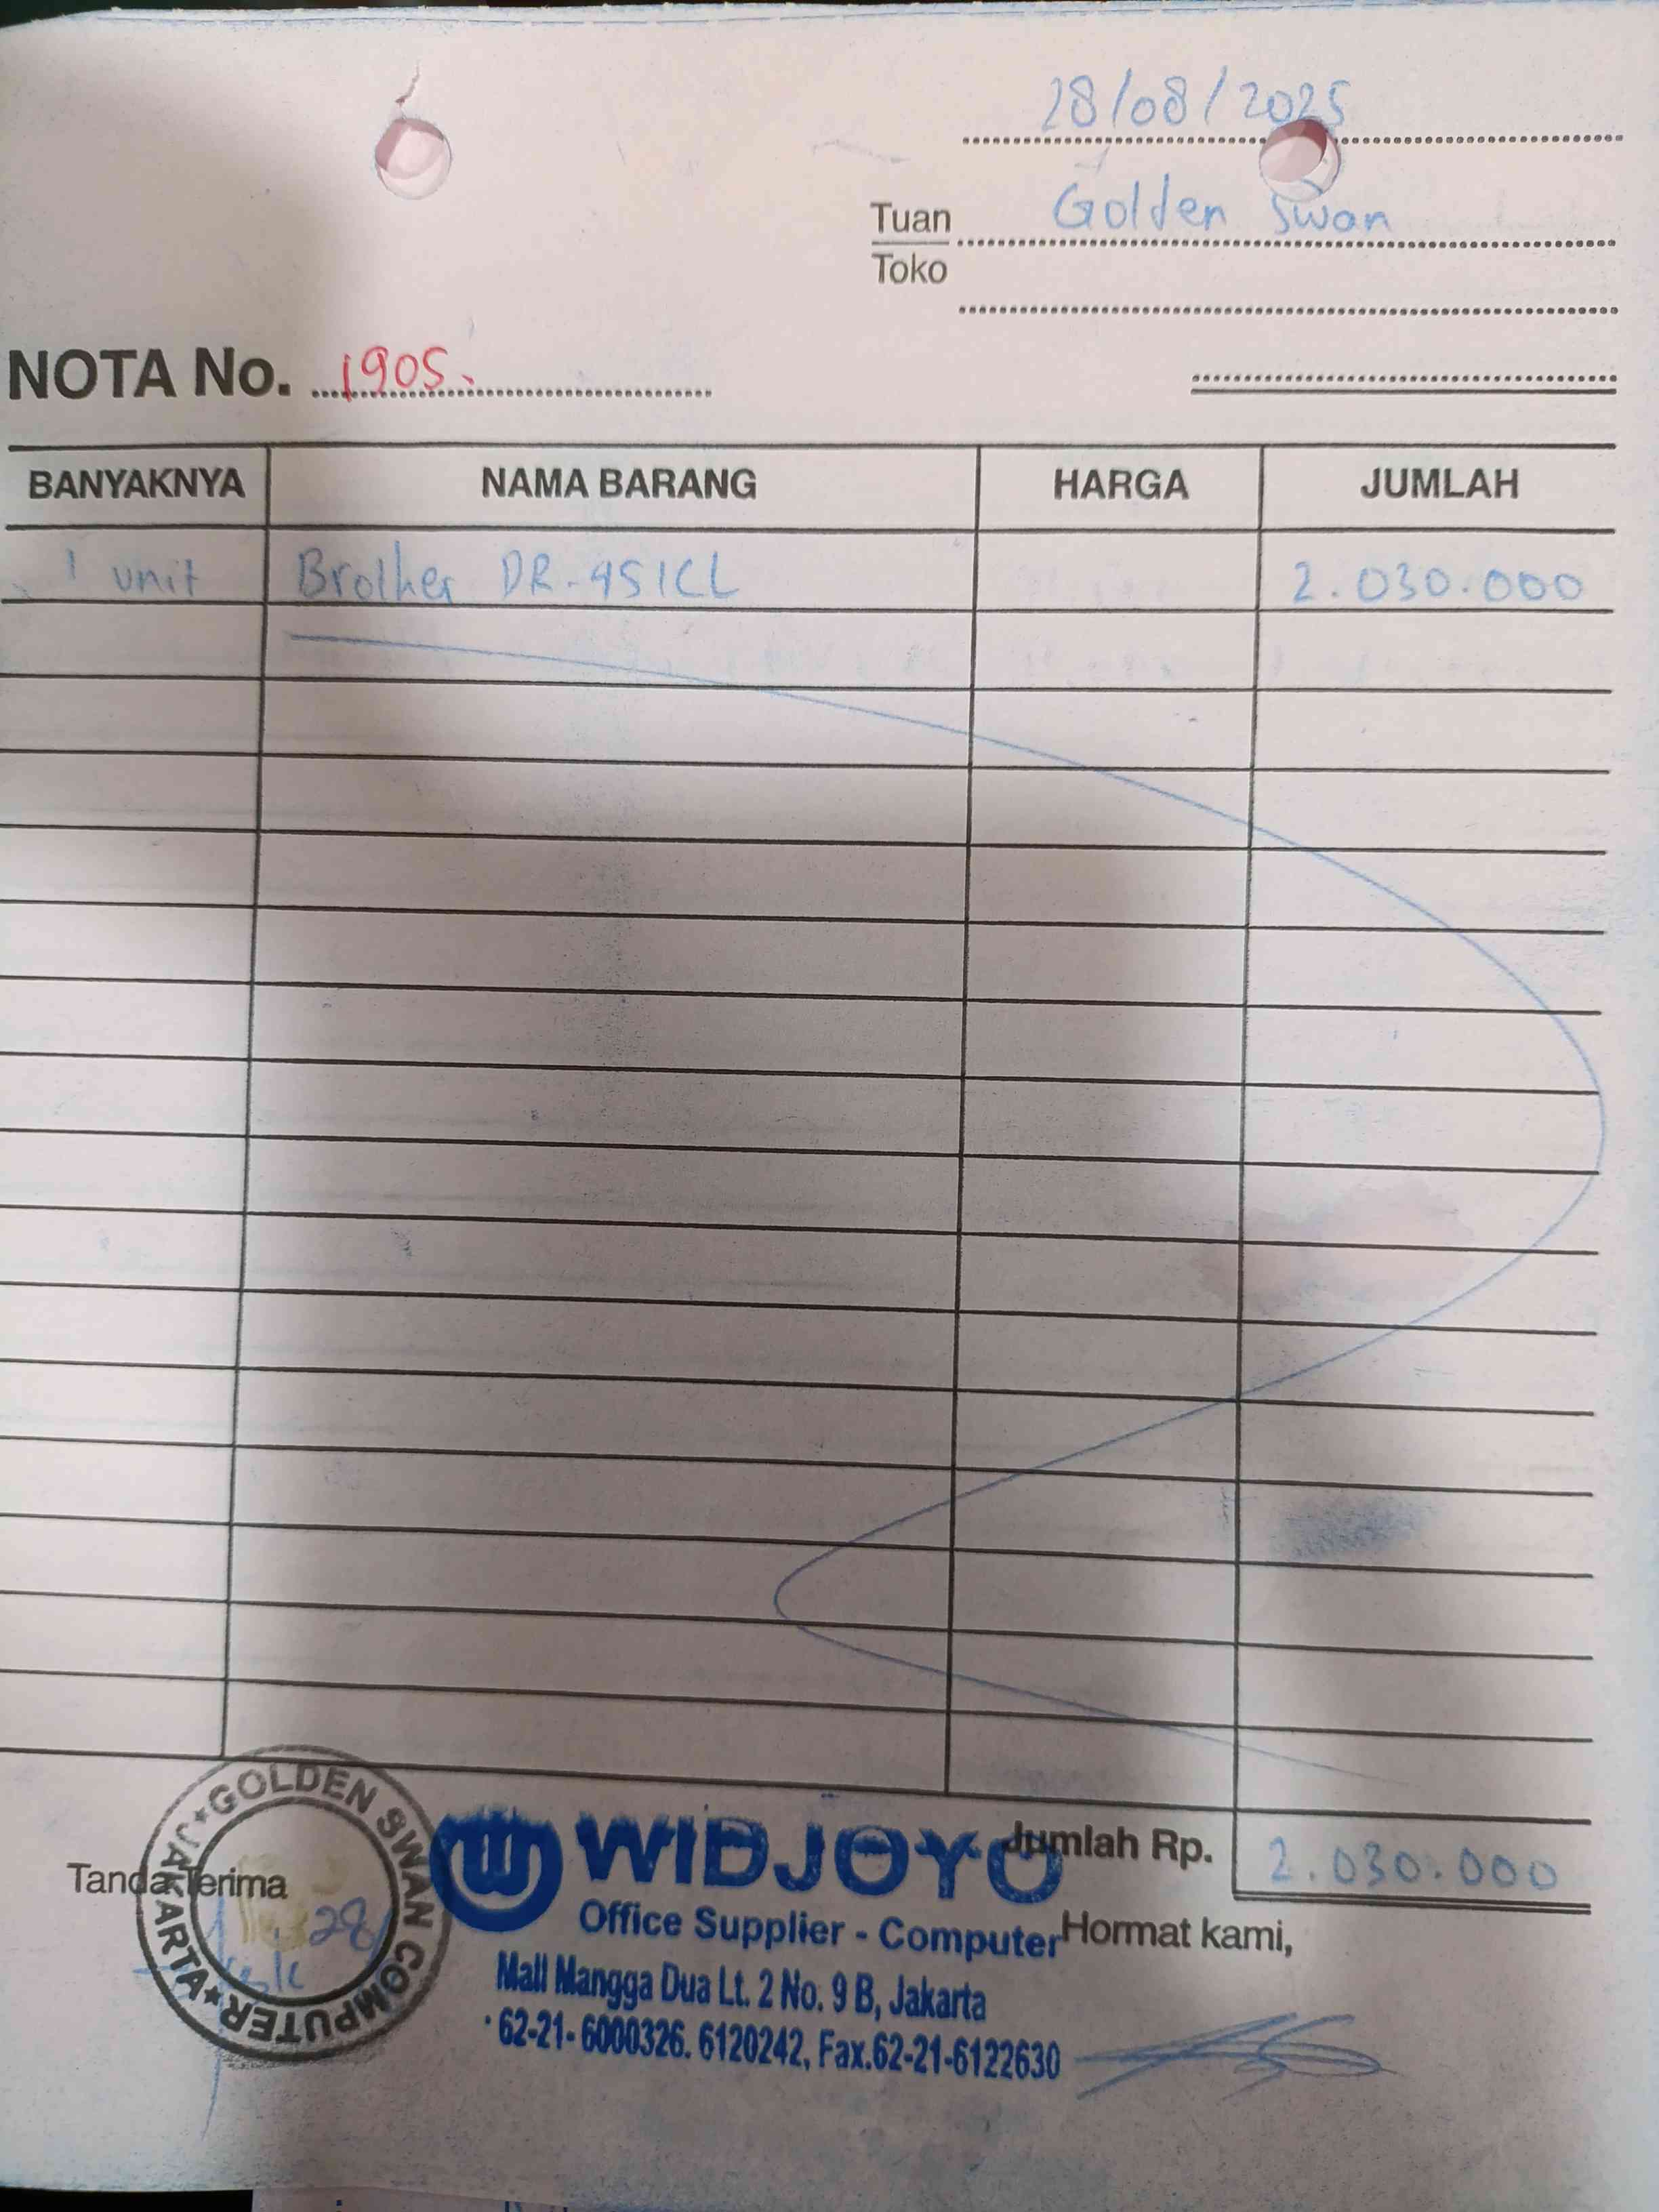 28/08/2025
Tuan Golden Swan
Toko
NOTA No. 1905.
BANYAKNYA NAMA BARANG HARGA JUMLAH
1 unit Brother DR-451CL 2.030.000
Jumlah Rp. 2.030.000
Tanda Terima
GOLDEN SWAN COMPUTER
JAKARTA
28/
WIDJOYO
Office Supplier - Computer
Hormat kami,
Mall Mangga Dua Lt. 2 No. 9 B, Jakarta
62-21-6000326. 6120242, Fax.62-21-6122630